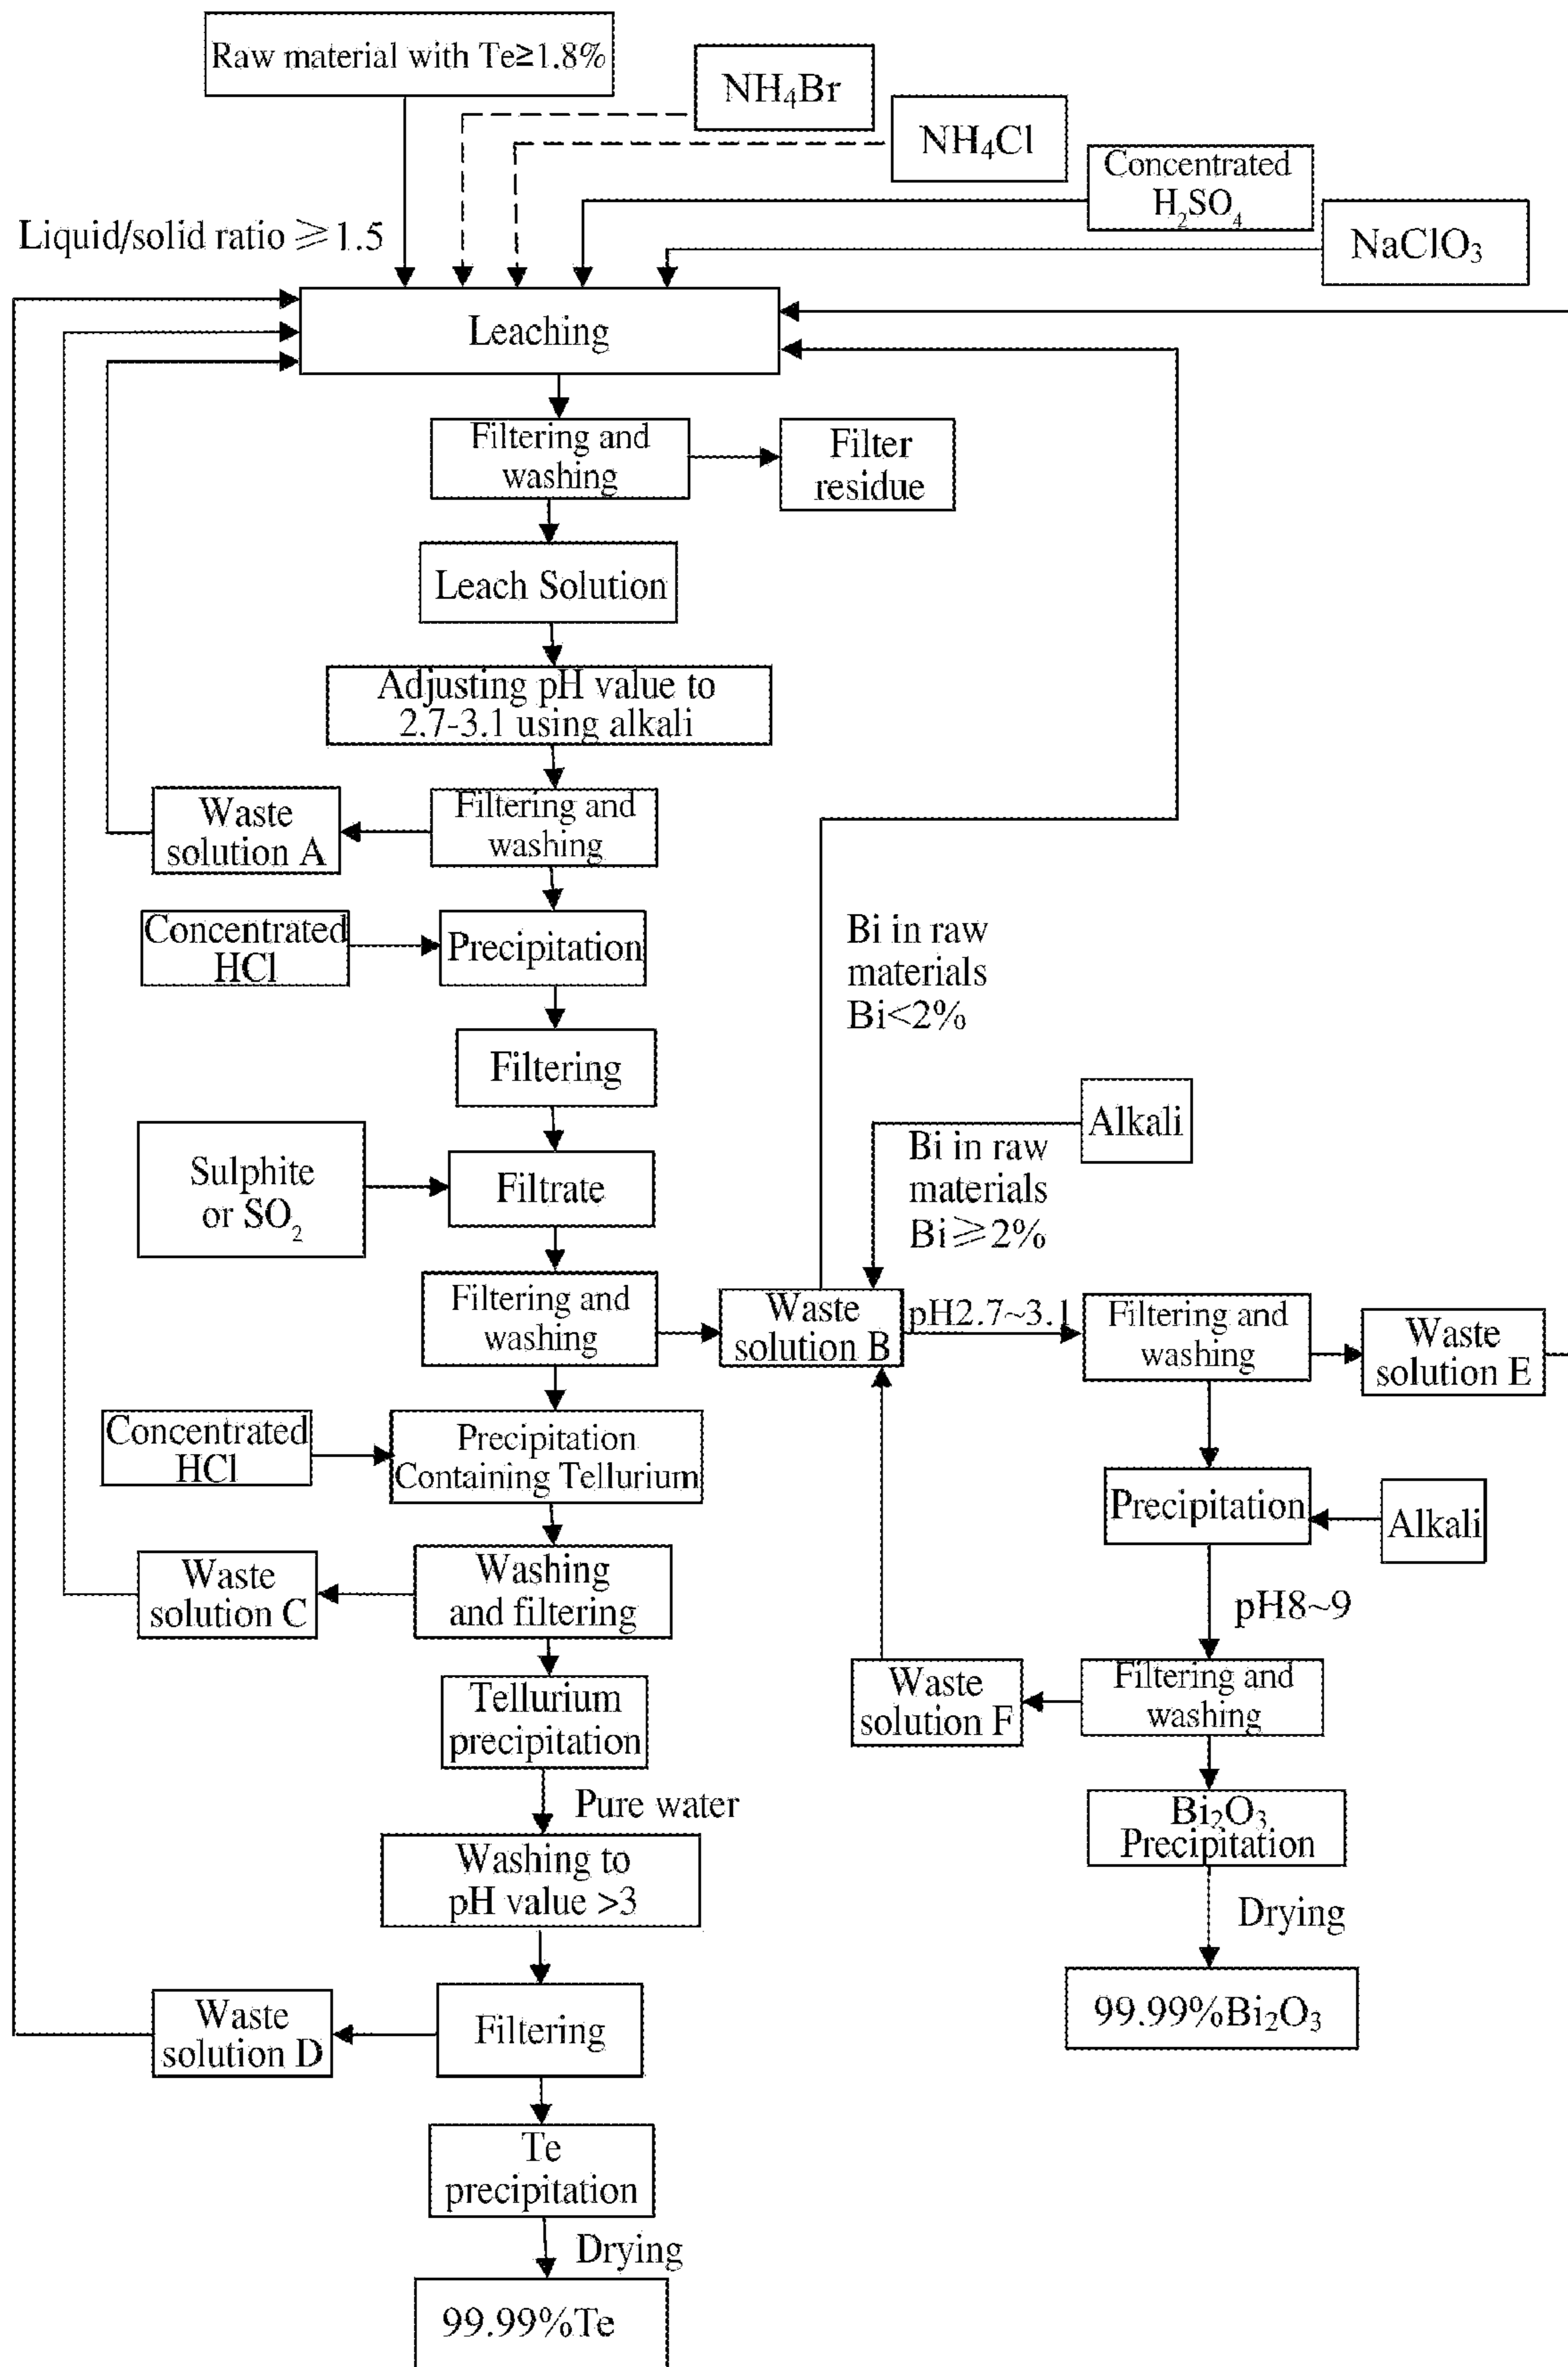 Raw material with Te≥1.8%
NH₄Br
NH₄Cl
Concentrated
H₂SO₄
NaClO₃
Liquid/solid ratio ≥1.5
Leaching
Filtering and
washing
Filter
residue
Leach Solution
Adjusting pH value to
2.7-3.1 using alkali
Waste
solution A
Filtering and
washing
Concentrated
HCl
Precipitation
Bi in raw
materials
Bi<2%
Filtering
Sulphite
or SO₂
Filtrate
Alkali
Bi in raw
materials
Bi≥2%
Filtering and
washing
Waste
solution B
pH2.7~3.1
Filtering and
washing
Waste
solution E
Concentrated
HCl
Precipitation
Containing Tellurium
Precipitation
Alkali
Waste
solution C
Washing
and filtering
pH8~9
Tellurium
precipitation
Waste
solution F
Filtering and
washing
Pure water
Bi₂O₃
Precipitation
Washing to
pH value >3
Drying
Waste
solution D
Filtering
99.99%Bi₂O₃
Te
precipitation
Drying
99.99%Te